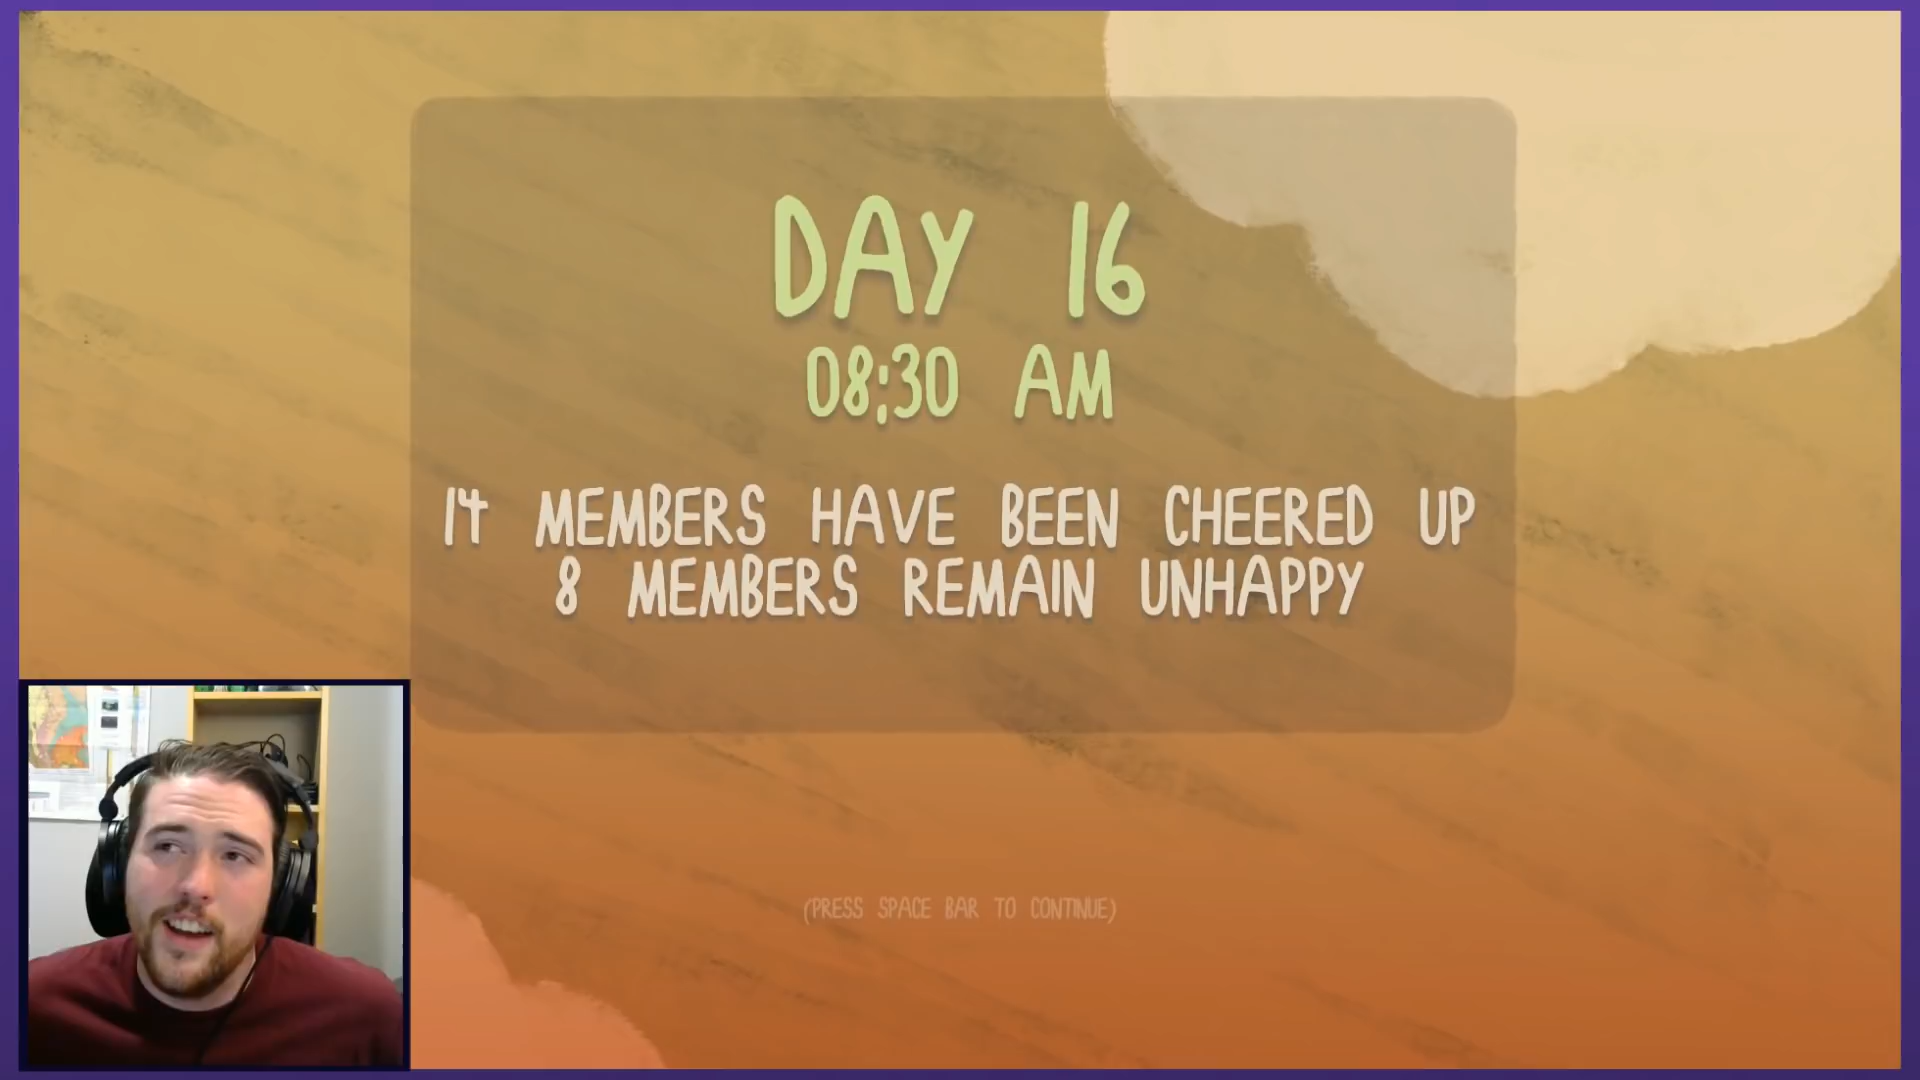 DAY 16
08:30 AM
14 MEMBERS HAVE BEEN CHEERED UP
8 MEMBERS REMAIN UNHAPPY
(PRESS SPACE BAR TO CONTINUE)